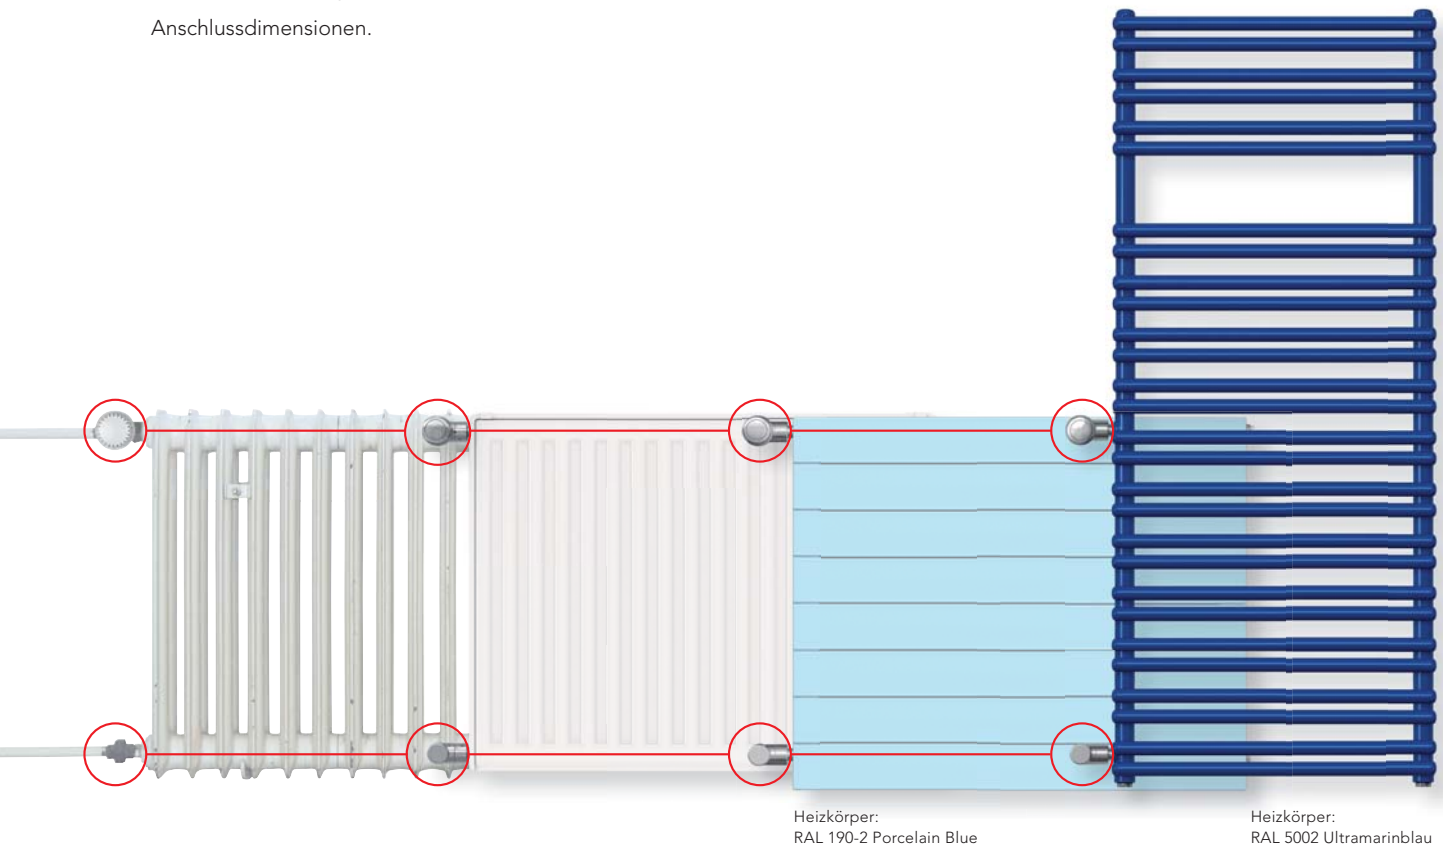 Anschlussdimensionen.
Heizkörper:
RAL 190-2 Porcelain Blue
Heizkörper:
RAL 5002 Ultramarinblau